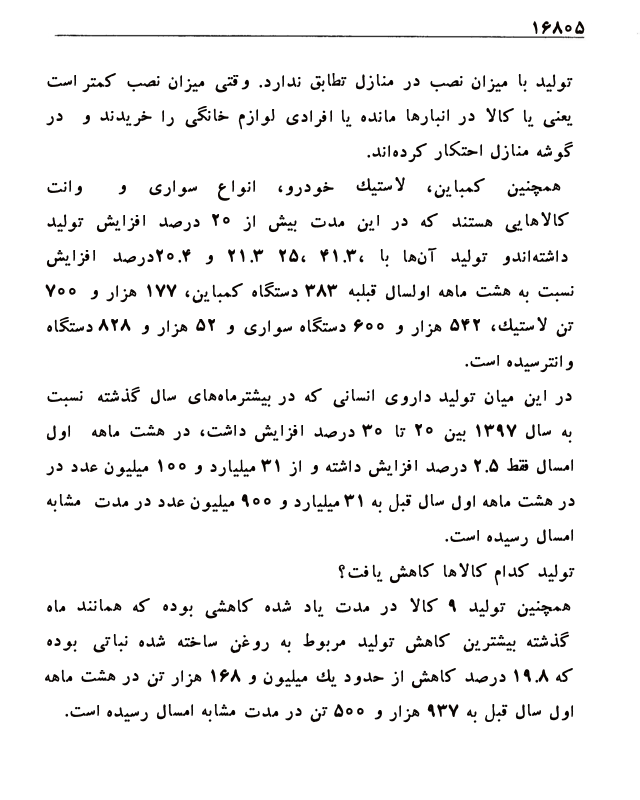 ۱۶۸۰۵
تولید با میزان نصب در منازل تطابق ندارد. وقتی میزان نصب کمتر است
یعنی یا کالا در انبارها مانده یا افرادی لوازم خانگی را خریدند و در
گوشه منازل احتکار کرده‌اند.
همچنین کمباین، لاستیک خودرو، انواع سواری و وانت
کالاهایی هستند که در این مدت بیش از ۲۰ درصد افزایش تولید
داشته‌اندو تولید آن‌ها با ،۴۱.۳ ،۲۵ ۲۱.۳ و ۲۰.۴درصد افزایش
نسبت به هشت ماهه اولسال قبلبه ۳۸۳ دستگاه کمباین، ۱۷۷ هزار و ۷۰۰
تن لاستیک، ۵۴۲ هزار و ۶۰۰ دستگاه سواری و ۵۲ هزار و ۸۲۸ دستگاه
وانترسیده است.
در این میان تولید داروی انسانی که در بیشترماه‌های سال گذشته نسبت
به سال ۱۳۹۷ بین ۲۰ تا ۳۰ درصد افزایش داشت، در هشت ماهه اول
امسال فقط ۲.۵ درصد افزایش داشته و از ۳۱ میلیارد و ۱۰۰ میلیون عدد در
در هشت ماهه اول سال قبل به ۳۱ میلیارد و ۹۰۰ میلیون عدد در مدت مشابه
امسال رسیده است.
تولید کدام کالاها کاهش یافت؟
همچنین تولید ۹ کالا در مدت یاد شده کاهشی بوده که همانند ماه
گذشته بیشترین کاهش تولید مربوط به روغن ساخته شده نباتی بوده
که ۱۹.۸ درصد کاهش از حدود یک میلیون و ۱۶۸ هزار تن در هشت ماهه
اول سال قبل به ۹۳۷ هزار و ۵۰۰ تن در مدت مشابه امسال رسیده است.